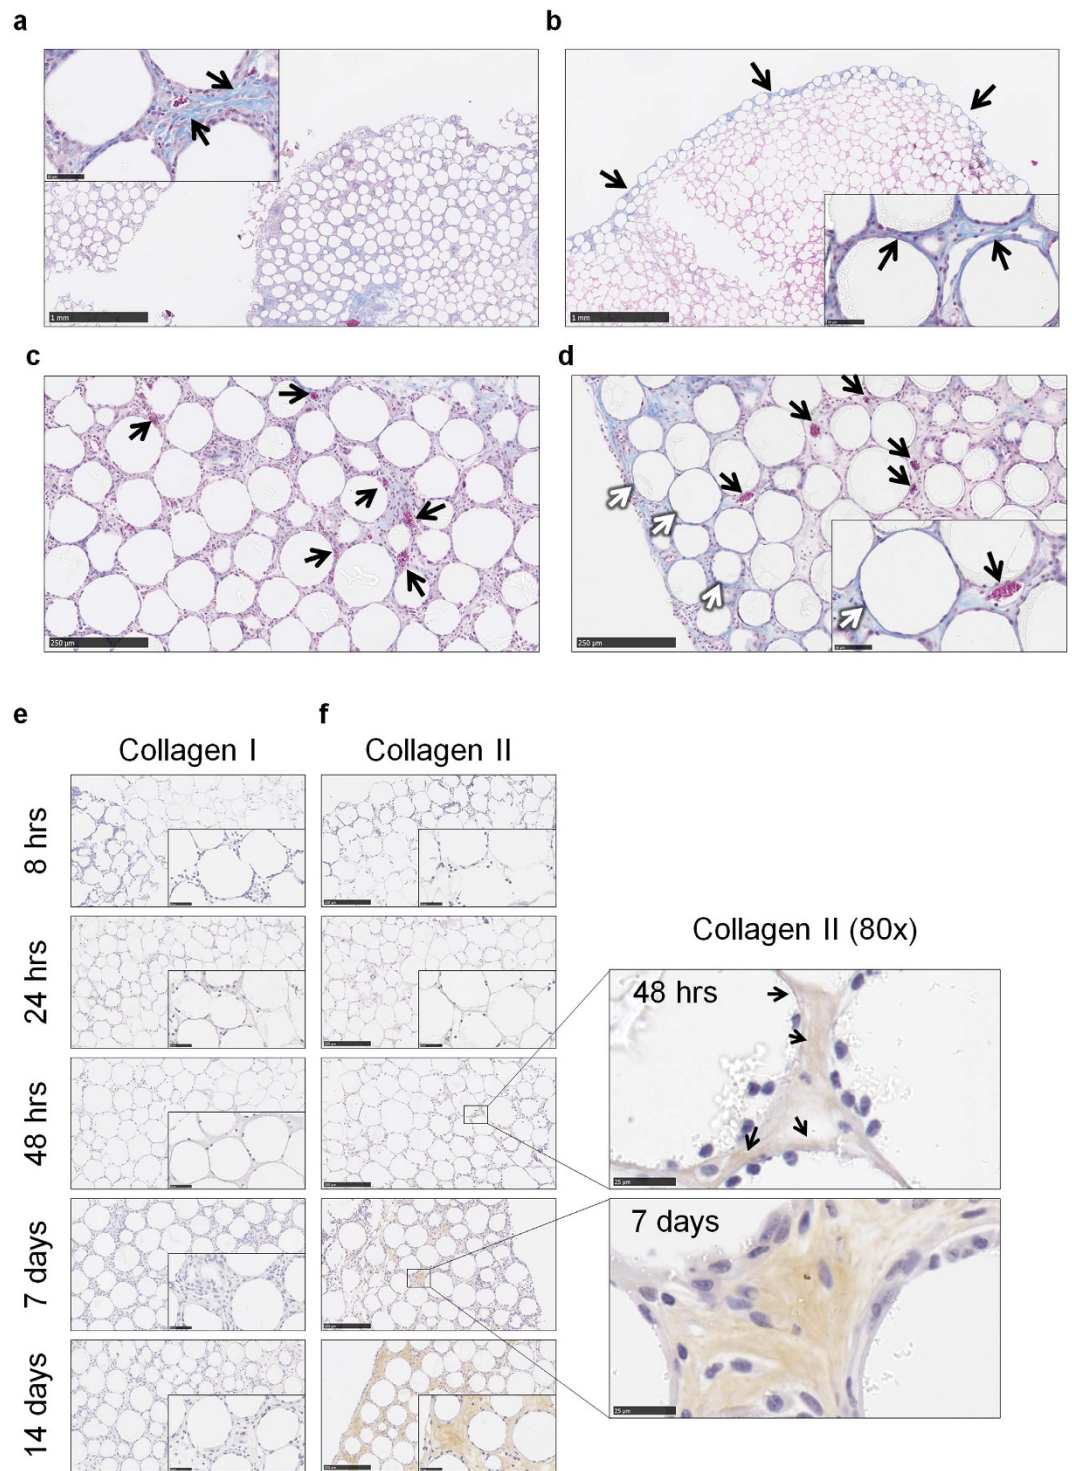 a
b
1 mm
1 mm
c
d
250 µm
250 µm
e
f
Collagen I
Collagen II
8 hrs
24 hrs
Collagen II (80x)
48 hrs
48 hrs
25 µm
7 days
7 days
25 µm
14 days